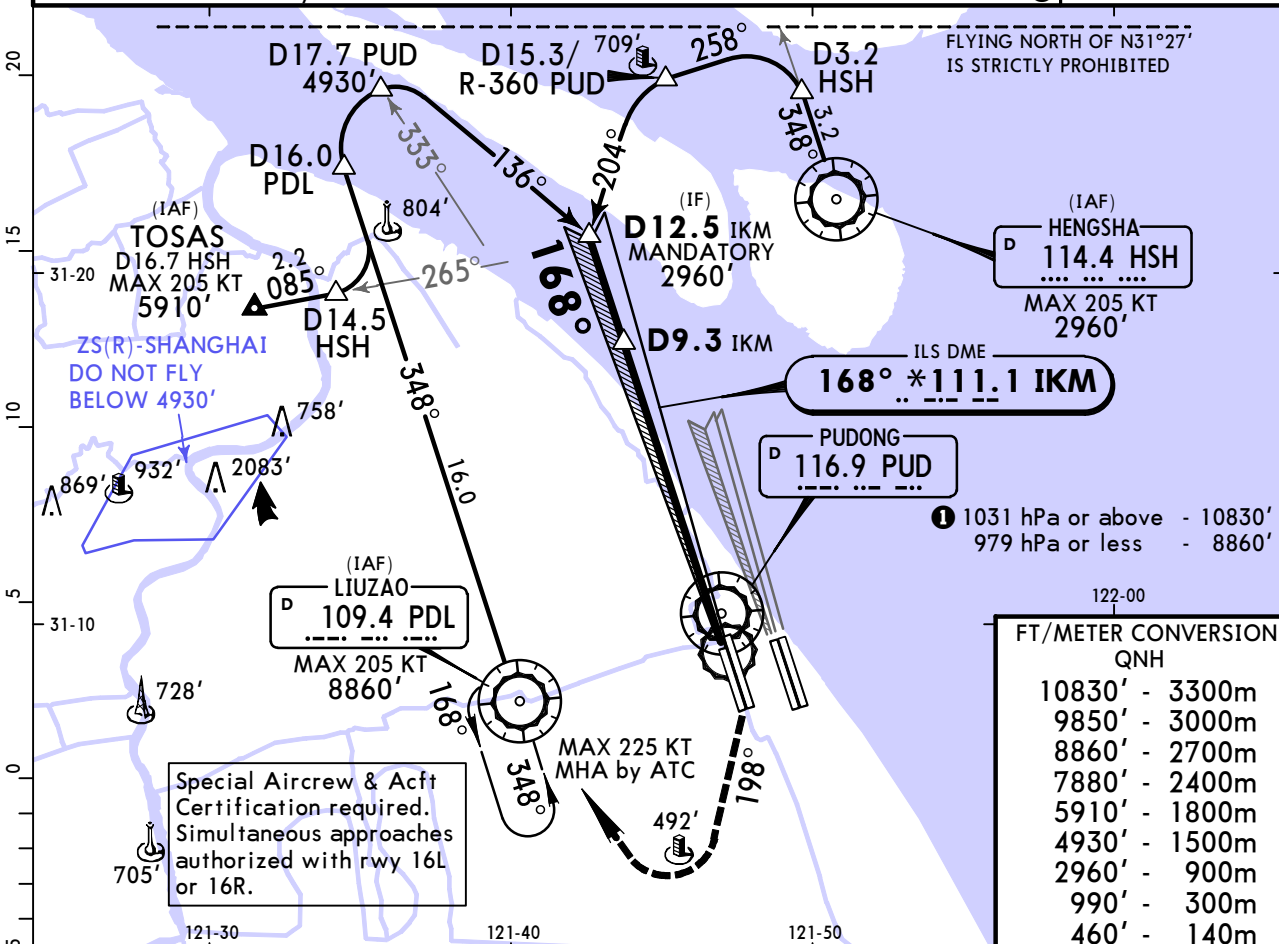 FLYING NORTH OF N31°27'
IS STRICTLY PROHIBITED
20
D17.7 PUD
4930'
D15.3/
R-360 PUD
709'
258°
D3.2
HSH
3.2
348°
333°
136°
204°
D16.0
PDL
804'
(IAF)
TOSAS
D16.7 HSH
MAX 205 KT
5910'
2.2
085°
265°
D14.5
HSH
15
31-20
(IF)
D12.5 IKM
MANDATORY
2960'
168°
D9.3 IKM
(IAF)
HENGSHA
D 114.4 HSH
MAX 205 KT
2960'
ILS DME
168° *111.1 IKM
ZS(R)-SHANGHAI
DO NOT FLY
BELOW 4930'
10
758'
348°
869'
932'
2083'
16.0
PUDONG
D 116.9 PUD
1 1031 hPa or above - 10830'
979 hPa or less - 8860'
5
31-10
(IAF)
LIUZAO
D 109.4 PDL
MAX 205 KT
8860'
168°
348°
728'
0
MAX 225 KT
MHA by ATC
198°
492'
705'
Special Aircrew & Acft
Certification required.
Simultaneous approaches
authorized with rwy 16L
or 16R.
122-00
FT/METER CONVERSION
QNH
10830' - 3300m
9850' - 3000m
8860' - 2700m
7880' - 2400m
5910' - 1800m
4930' - 1500m
2960' - 900m
990' - 300m
460' - 140m
121-30
121-40
121-50